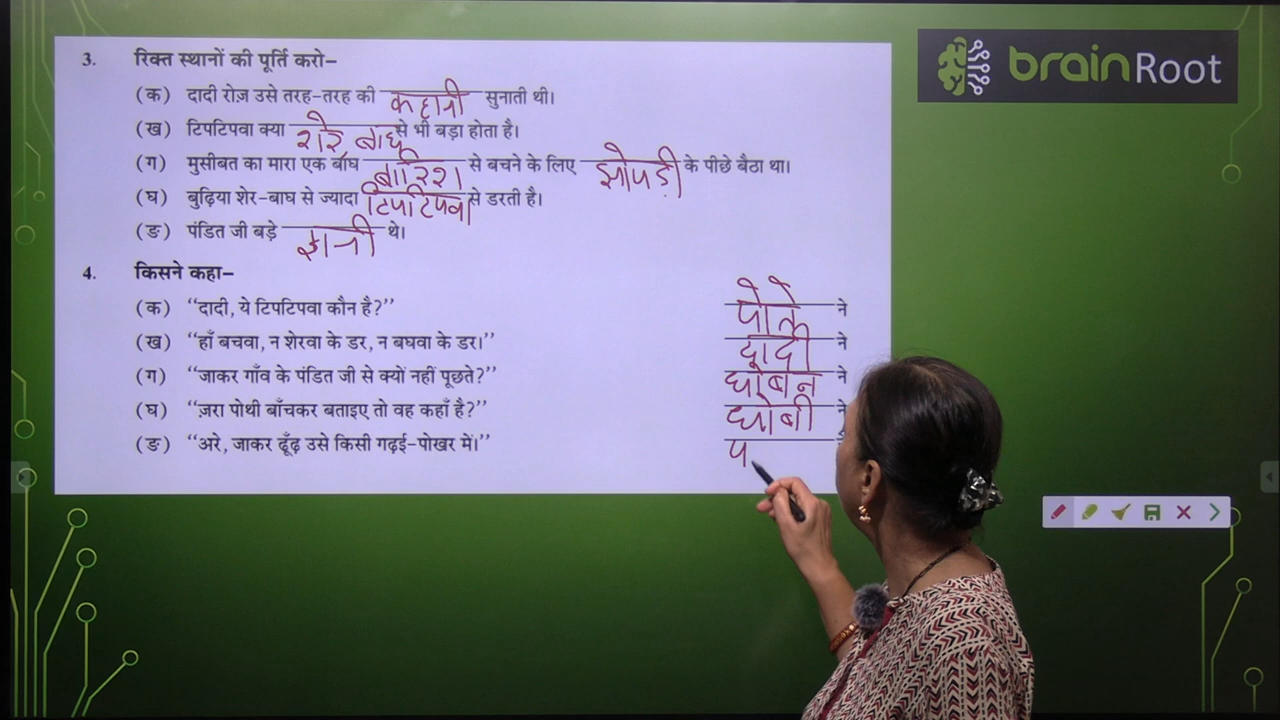 brainRoot
3. रिक्त स्थानों की पूर्ति करो–
(क) दादी रोज़ उसे तरह-तरह की कहानी सुनाती थी।
(ख) टिपटिपवा क्या शेर, बाघ से भी बड़ा होता है।
(ग) मुसीबत का मारा एक बाघ बारिश से बचने के लिए झोपड़ी के पीछे बैठा था।
(घ) बुढ़िया शेर-बाघ से ज्यादा टिपटिपवा से डरती है।
(ङ) पंडित जी बड़े ज्ञानी थे।
4. किसने कहा–
(क) “दादी, ये टिपटिपवा कौन है?” पोते ने
(ख) “हाँ बचवा, न शेरवा के डर, न बघवा के डर।” दादी ने
(ग) “जाकर गाँव के पंडित जी से क्यों नहीं पूछते?” धोबन ने
(घ) “ज़रा पोथी बाँचकर बताइए तो वह कहाँ है?” धोबी ने
(ङ) “अरे, जाकर ढूँढ़ उसे किसी गढ़ई-पोखर में।” प